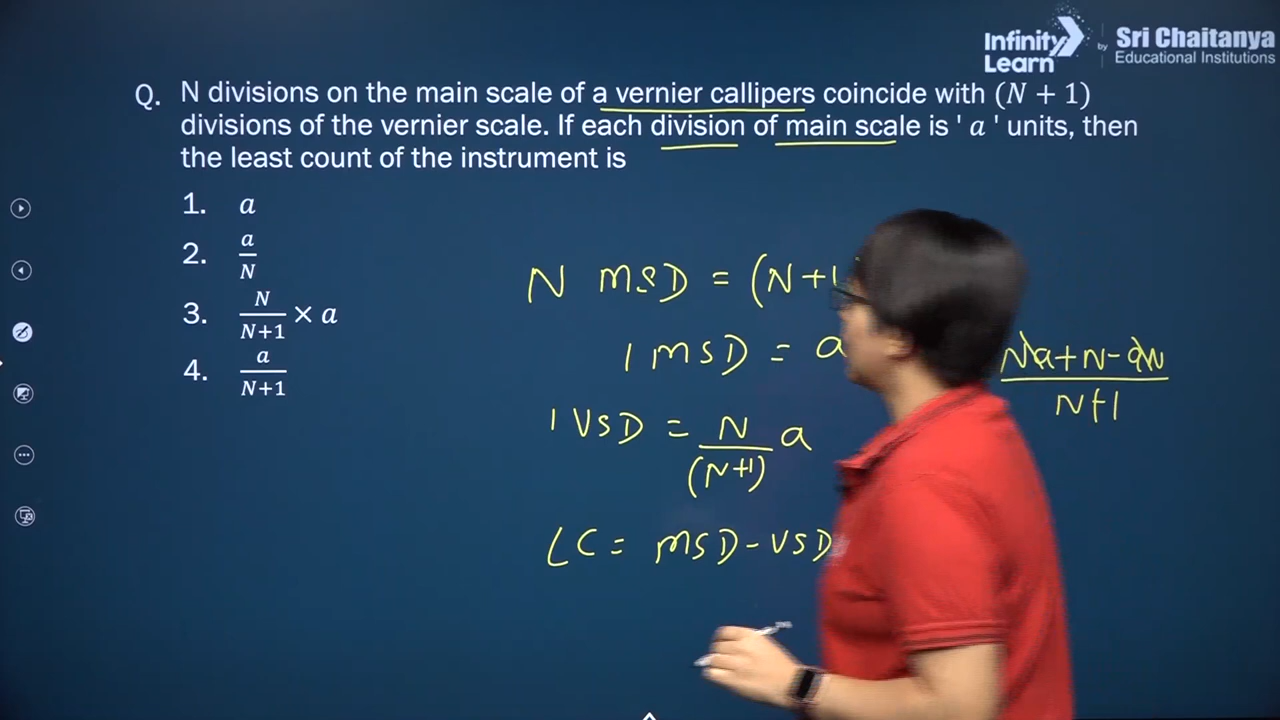 Infinity Learn by Sri Chaitanya Educational Institutions
Q. N divisions on the main scale of a vernier callipers coincide with (N + 1)
divisions of the vernier scale. If each division of main scale is ' a ' units, then
the least count of the instrument is
1. a
2. a/N
3. N/(N+1) × a
4. a/(N+1)
N MSD = (N+1
1 MSD = a
1 VSD = N/(N+1) a
LC = MSD - VSD
N+1